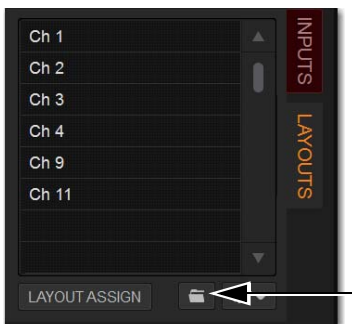 Ch 1
Ch 2
Ch 3
Ch 4
Ch 9
Ch 11
INPUTS
LAYOUTS
LAYOUT ASSIGN